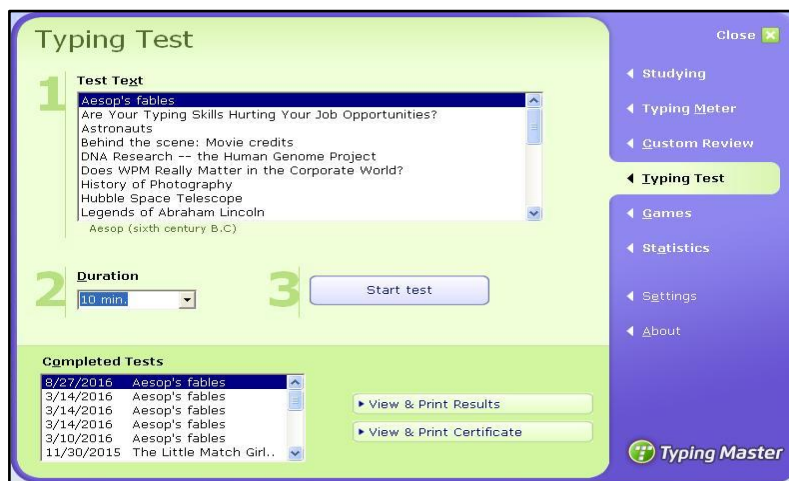 Typing Test
Close
1
Test Text
Aesop's fables
Are Your Typing Skills Hurting Your Job Opportunities?
Astronauts
Behind the scene: Movie credits
DNA Research -- the Human Genome Project
Does WPM Really Matter in the Corporate World?
History of Photography
Hubble Space Telescope
Legends of Abraham Lincoln
Aesop (sixth century B.C)
2
Duration
10 min.
3
Start test
Completed Tests
8/27/2016 Aesop's fables
3/14/2016 Aesop's fables
3/14/2016 Aesop's fables
3/14/2016 Aesop's fables
3/10/2016 Aesop's fables
11/30/2015 The Little Match Girl..
View & Print Results
View & Print Certificate
Studying
Typing Meter
Custom Review
Typing Test
Games
Statistics
Settings
About
Typing Master